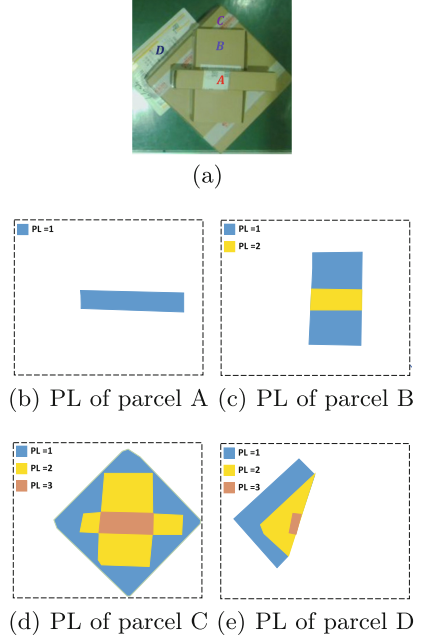 C
B
D
A
(a)
PL =1
PL =1
PL =2
(b) PL of parcel A
(c) PL of parcel B
PL =1
PL =2
PL =3
PL =1
PL =2
PL =3
(d) PL of parcel C
(e) PL of parcel D